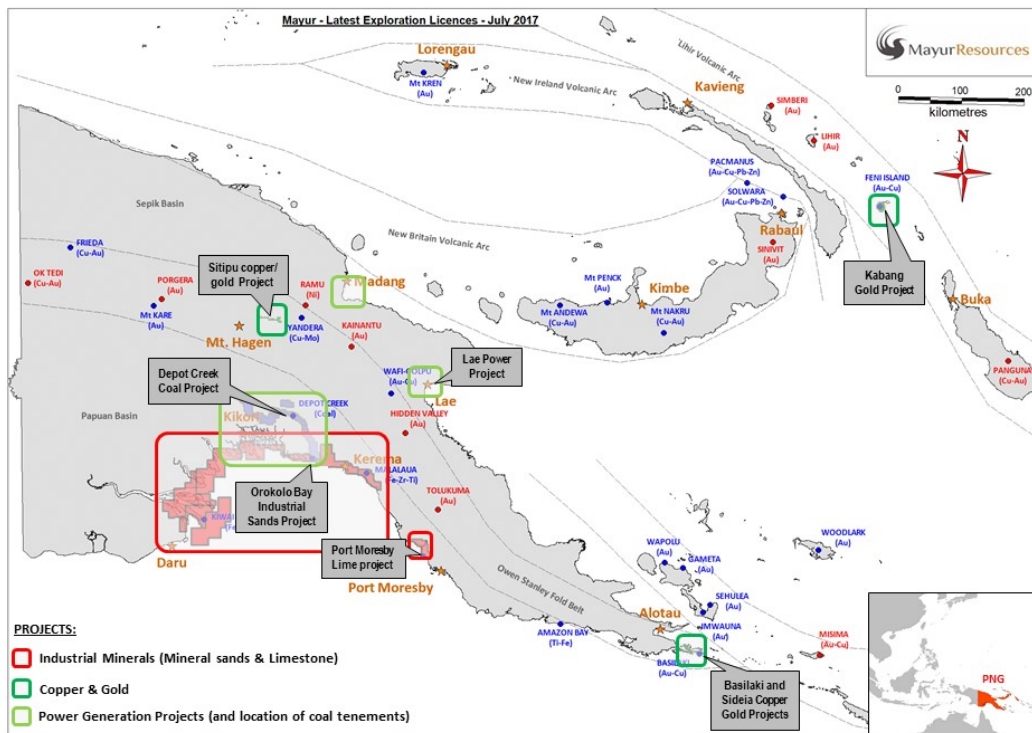 Mayur - Latest Exploration Licences - July 2017
MayurResources
0 100 200
kilometres
N
Lorengau
Mt KREN
(Au)
Lihir Volcanic Arc
New Ireland Volcanic Arc
Kavieng
SIMBERI
(Au)
LIHIR
(Au)
PACMANUS
(Au-Cu-Pb-Zn)
SOLWARA
(Au-Cu-Pb-Zn)
FENI ISLAND
(Au-Cu)
Rabaul
SINIVIT
(Au)
Kabang
Gold Project
Sepik Basin
New Britain Volcanic Arc
FRIEDA
(Cu-Au)
OK TEDI
(Cu-Au)
PORGERA
(Au)
Mt KARE
(Au)
Sitipu copper/
gold Project
RAMU
(Ni)
Madang
YANDERA
(Cu-Mo)
KAINANTU
(Au)
Mt. Hagen
Mt PENCK
(Au)
Kimbe
Mt ANDEWA
(Cu-Au)
Mt NAKRU
(Cu-Au)
Buka
PANGUNA
(Cu-Au)
Depot Creek
Coal Project
WAFI-GOLPU
(Au-Cu)
Lae Power
Project
Lae
Papuan Basin
Kikori
DEPOT CREEK
(Coal)
HIDDEN VALLEY
(Au)
Kerema
MALALAUA
(Fe-Zr-Ti)
Orokolo Bay
Industrial
Sands Project
TOLUKUMA
(Au)
Daru
Port Moresby
Lime project
Port Moresby
Owen Stanley Fold Belt
WAPOLU
(Au)
GAMETA
(Au)
WOODLARK
(Au)
SEHULEA
(Au)
IMWAUNA
(Au)
Alotau
AMAZON BAY
(Ti-Fe)
BASILAKI
(Au-Cu)
MISIMA
(Au-Cu)
Basilaki and
Sideia Copper
Gold Projects
PNG
PROJECTS:
Industrial Minerals (Mineral sands & Limestone)
Copper & Gold
Power Generation Projects (and location of coal tenements)